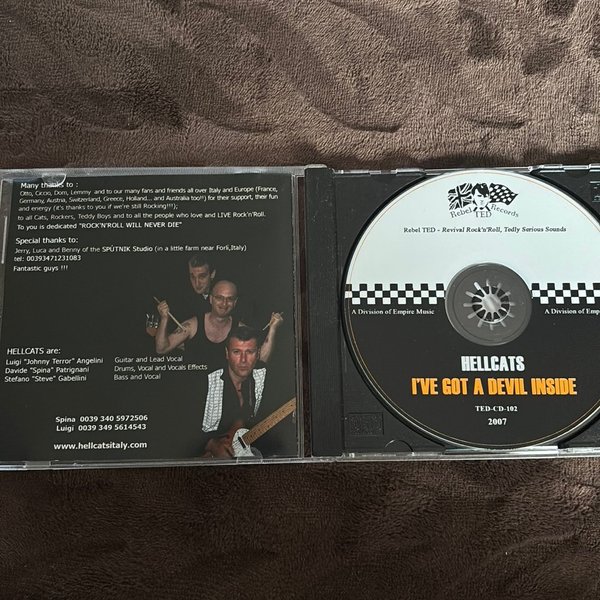 Many thanks to :
Otto, Ciccio, Dom, Lemmy and to our many fans and friends all over Italy and Europe (France,
Germany, Austria, Switzerland, Greece, Holland... and Australia too!!) for their support, their fun
and energy (it's thanks to you if we're still Rocking!!!);
to all Cats, Rockers, Teddy Boys and to all the people who love and LIVE Rock'n'Roll.
To you is dedicated "ROCK'N'ROLL WILL NEVER DIE"
Special thanks to:
Jerry, Luca and Benny of the SPÙTNIK Studio (in a little farm near Forlì,Italy)
tel: 00393471231083
Fantastic guys !!!
HELLCATS are:
Luigi "Johnny Terror" Angelini Guitar and Lead Vocal
Davide "Spina" Patrignani Drums, Vocal and Vocals Effects
Stefano "Steve" Gabellini Bass and Vocal
Spina 0039 340 5972506
Luigi 0039 349 5614543
www.hellcatsitaly.com
Rebel Records
TED
Rebel TED - Revival Rock'n'Roll, Tedly Serious Sounds
A Division of Empire Music
A Division of Empire
HELLCATS
I'VE GOT A DEVIL INSIDE
TED-CD-102
2007